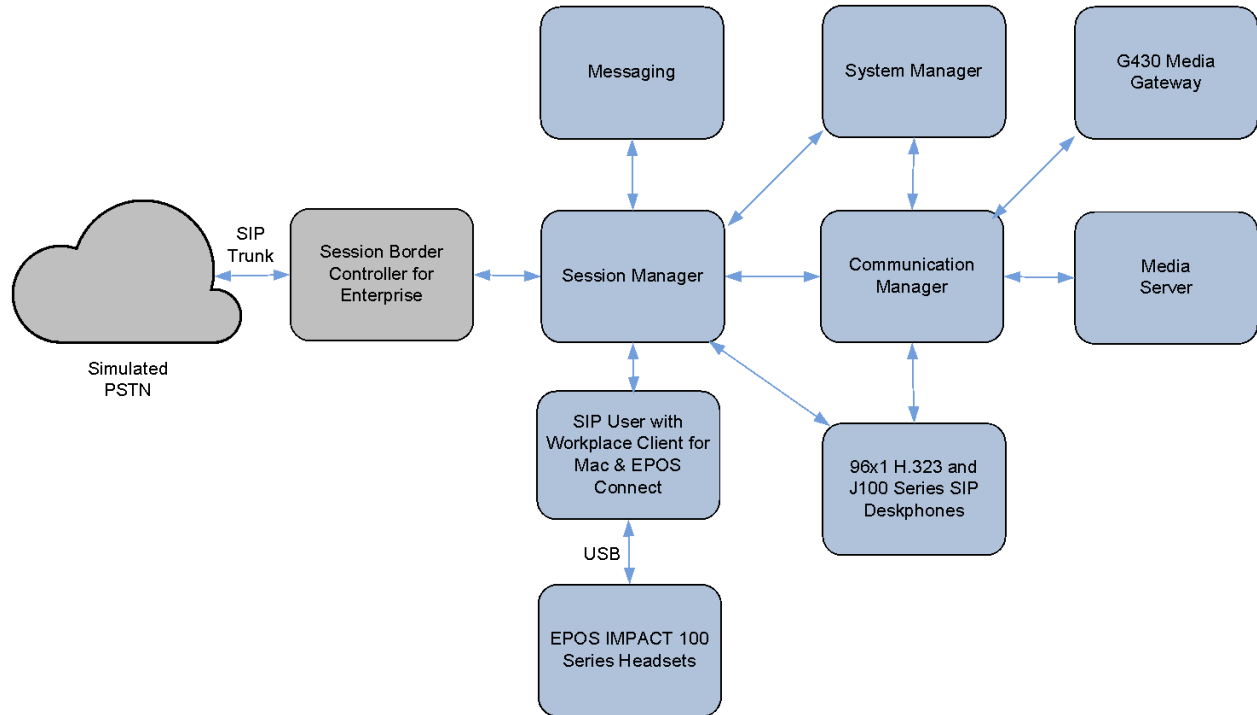 Messaging
System Manager
G430 Media
Gateway
SIP
Trunk
Session Border
Controller for
Enterprise
Session Manager
Communication
Manager
Media
Server
Simulated
PSTN
SIP User with
Workplace Client for
Mac & EPOS
Connect
96x1 H.323 and
J100 Series SIP
Deskphones
USB
EPOS IMPACT 100
Series Headsets